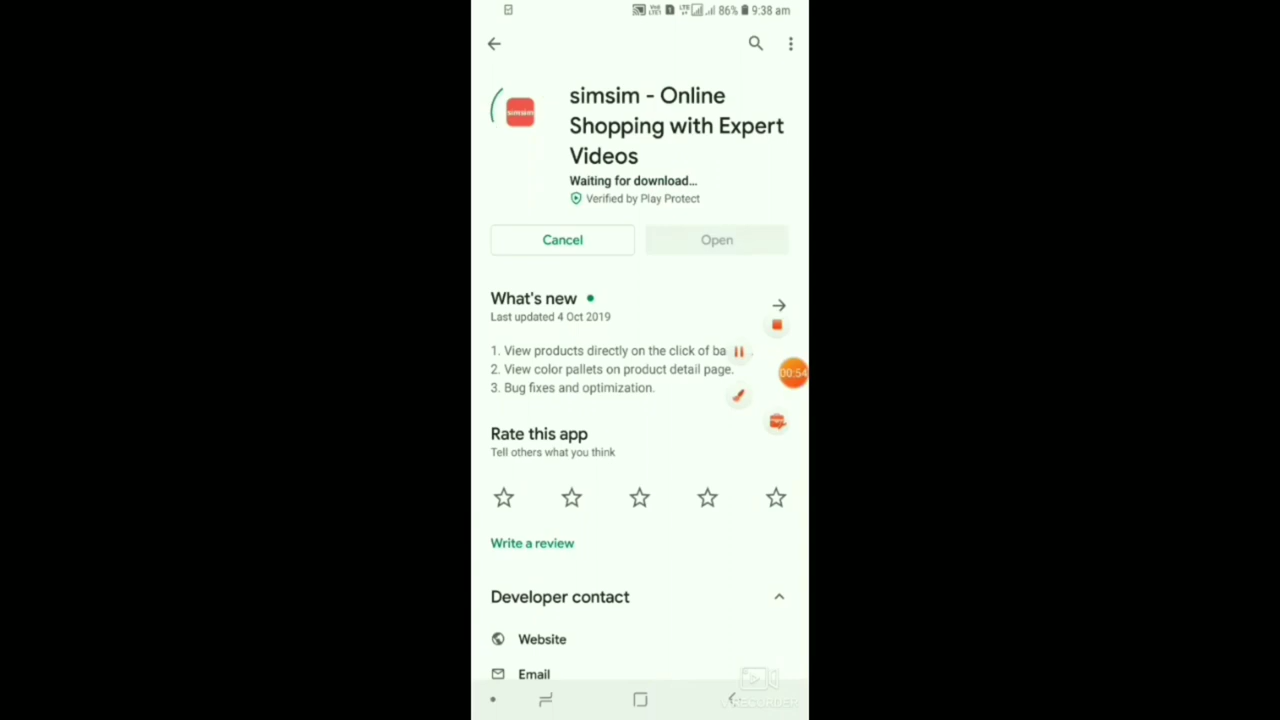 86% 9:38 am
simsim - Online
Shopping with Expert
Videos
simsim
Waiting for download...
Verified by Play Protect
Cancel Open
What's new
Last updated 4 Oct 2019
1. View products directly on the click of ba
2. View color pallets on product detail page.
00:54
3. Bug fixes and optimization.
Rate this app
Tell others what you think
Write a review
Developer contact
Website
Email